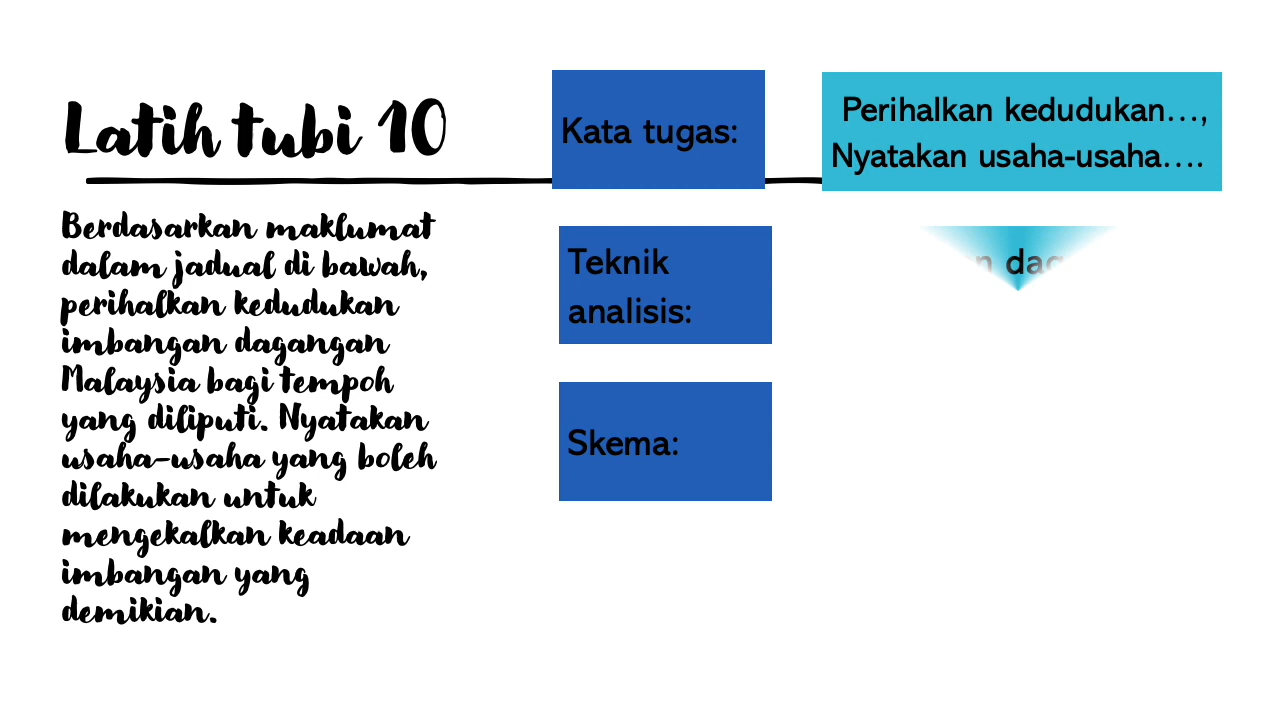 Latih tubi 10
Berdasarkan maklumat
dalam jadual di bawah,
perihalkan kedudukan
imbangan dagangan
Malaysia bagi tempoh
yang diliputi. Nyatakan
usaha-usaha yang boleh
dilakukan untuk
mengekalkan keadaan
imbangan yang
demikian.
Kata tugas:
Perihalkan kedudukan...,
Nyatakan usaha-usaha....
Teknik
analisis:
Skema: